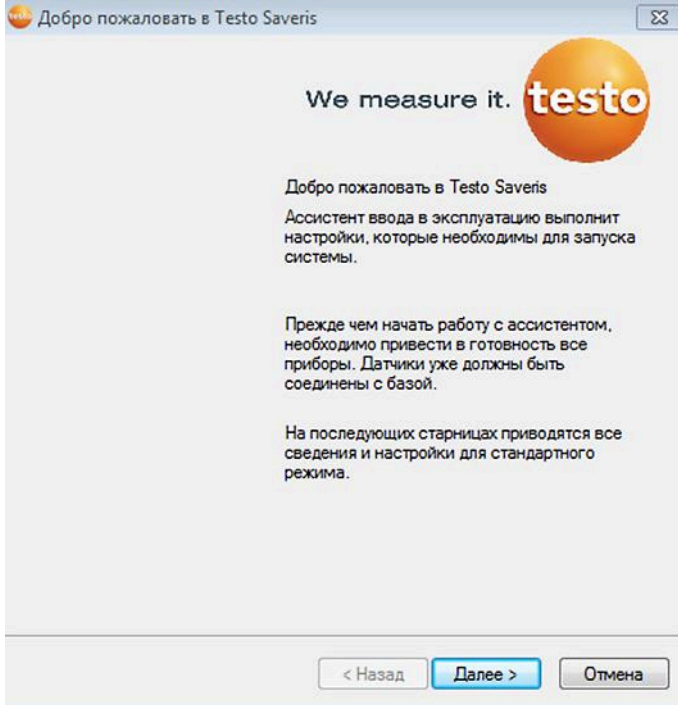 Добро пожаловать в Testo Saveris
We measure it. testo
Добро пожаловать в Testo Saveris
Ассистент ввода в эксплуатацию выполнит
настройки, которые необходимы для запуска
системы.
Прежде чем начать работу с ассистентом,
необходимо привести в готовность все
приборы. Датчики уже должны быть
соединены с базой.
На последующих старницах приводятся все
сведения и настройки для стандартного
режима.
< Назад Далее > Отмена